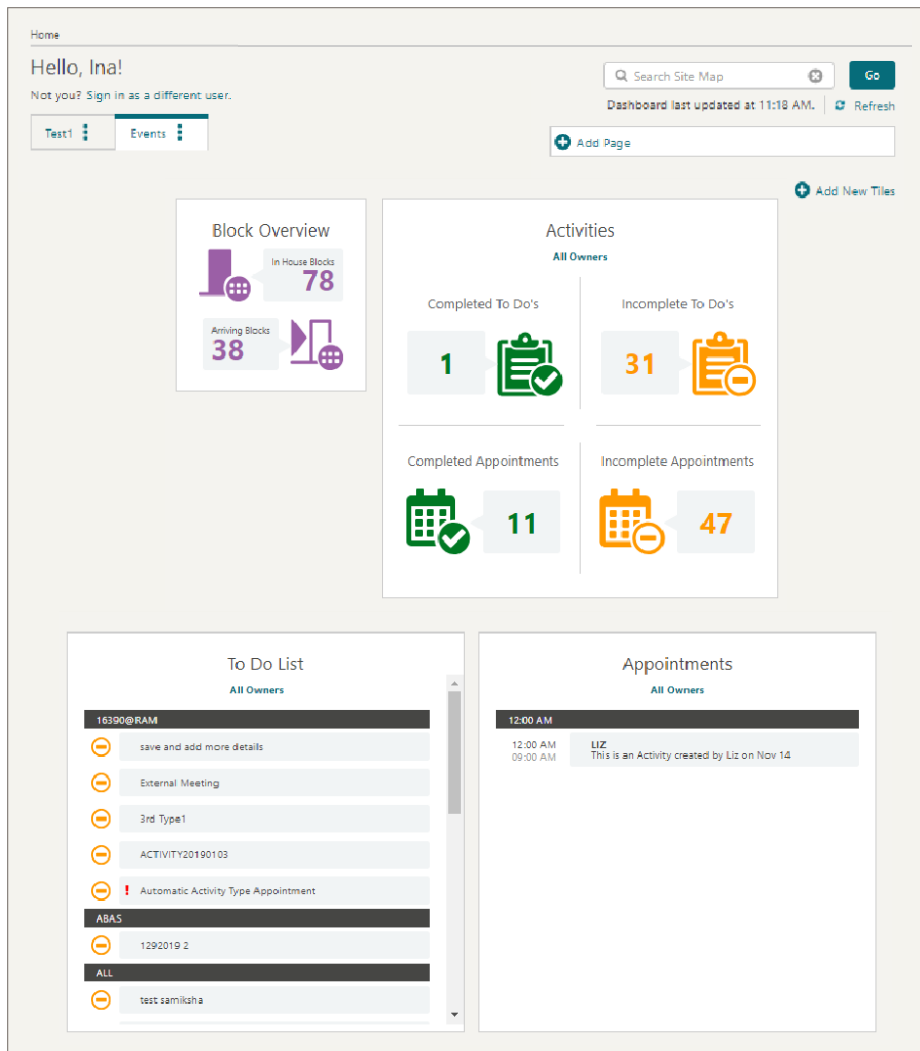 Home
Hello, Ina!
Not you? Sign in as a different user.
Search Site Map
Go
Dashboard last updated at 11:18 AM.
Refresh
Test1
Events
Add Page
Add New Tiles
Block Overview
In House Blocks
78
Arriving Blocks
38
Activities
All Owners
Completed To Do's
1
Incomplete To Do's
31
Completed Appointments
11
Incomplete Appointments
47
To Do List
All Owners
16390@RAM
save and add more details
External Meeting
3rd Type1
ACTIVITY20190103
! Automatic Activity Type Appointment
ABAS
1292019 2
ALL
test samiksha
Appointments
All Owners
12:00 AM
12:00 AM
09:00 AM
LIZ
This is an Activity created by Liz on Nov 14